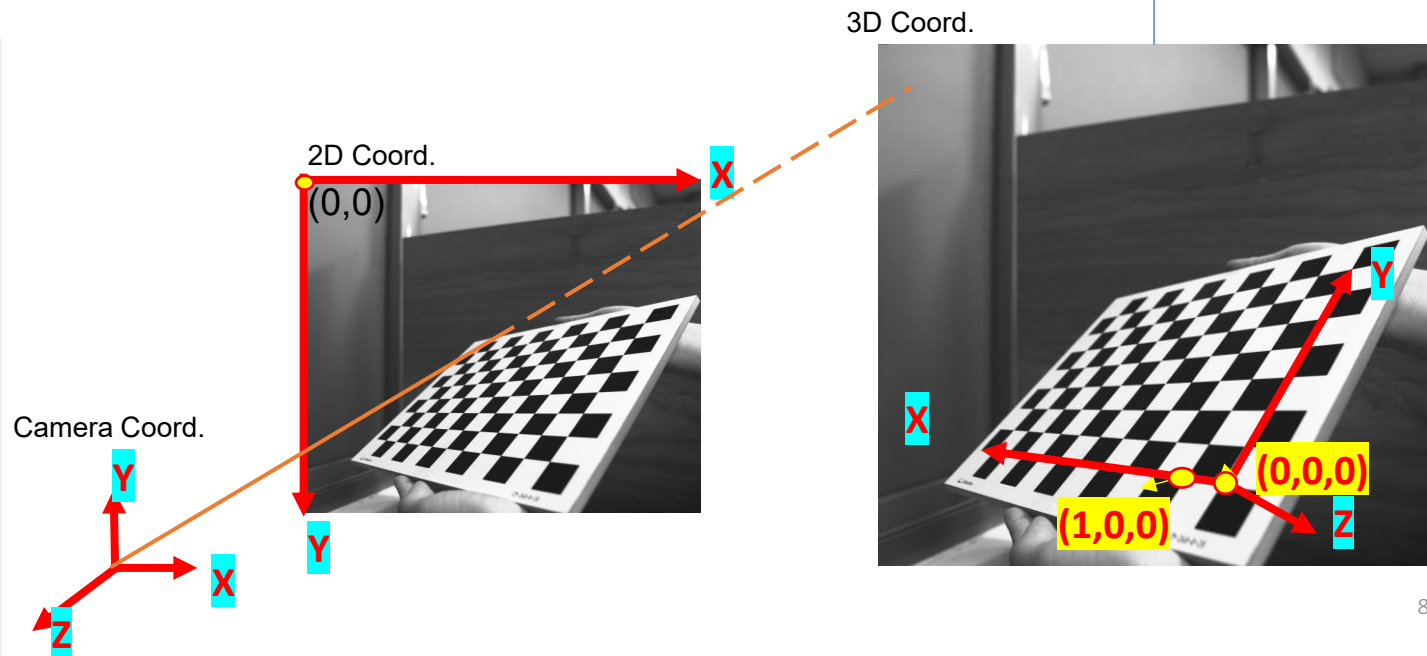 3D Coord.
2D Coord.
(0,0)
X
Y
Camera Coord.
Y
X
Z
Y
X
(0,0,0)
(1,0,0)
Z
8